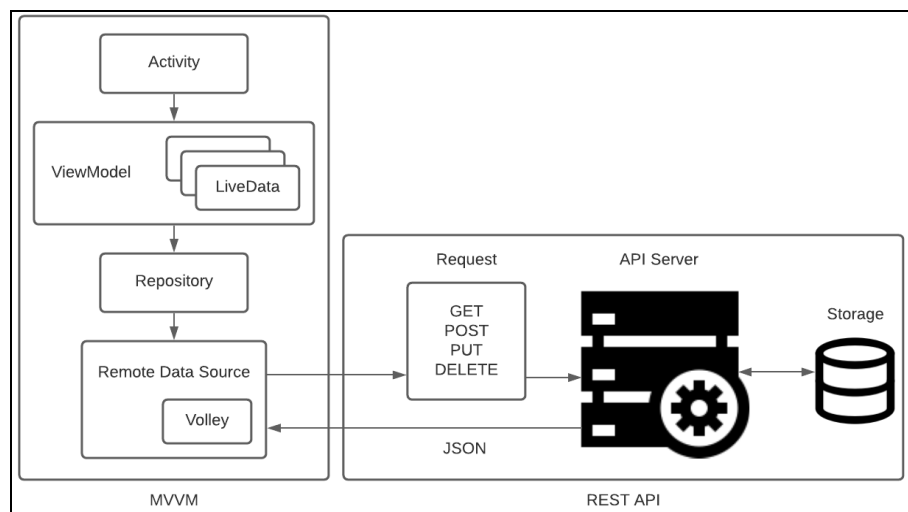 Activity
ViewModel
LiveData
Repository
Remote Data Source
Volley
MVVM
Request
GET
POST
PUT
DELETE
API Server
Storage
JSON
REST API